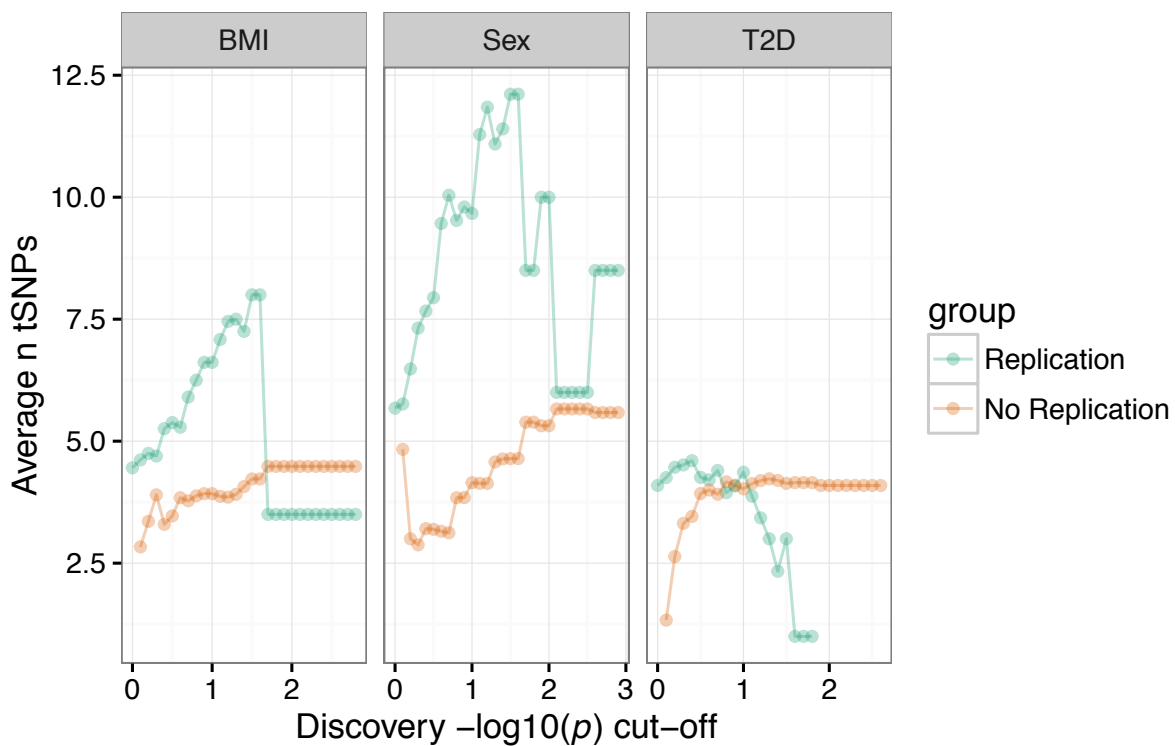 BMI Sex T2D
12.5
10.0
7.5
5.0
2.5
Average n tSNPs
0 1 2 0 1 2 3 0 1 2
Discovery −log10(p) cut−off
group
Replication
No Replication